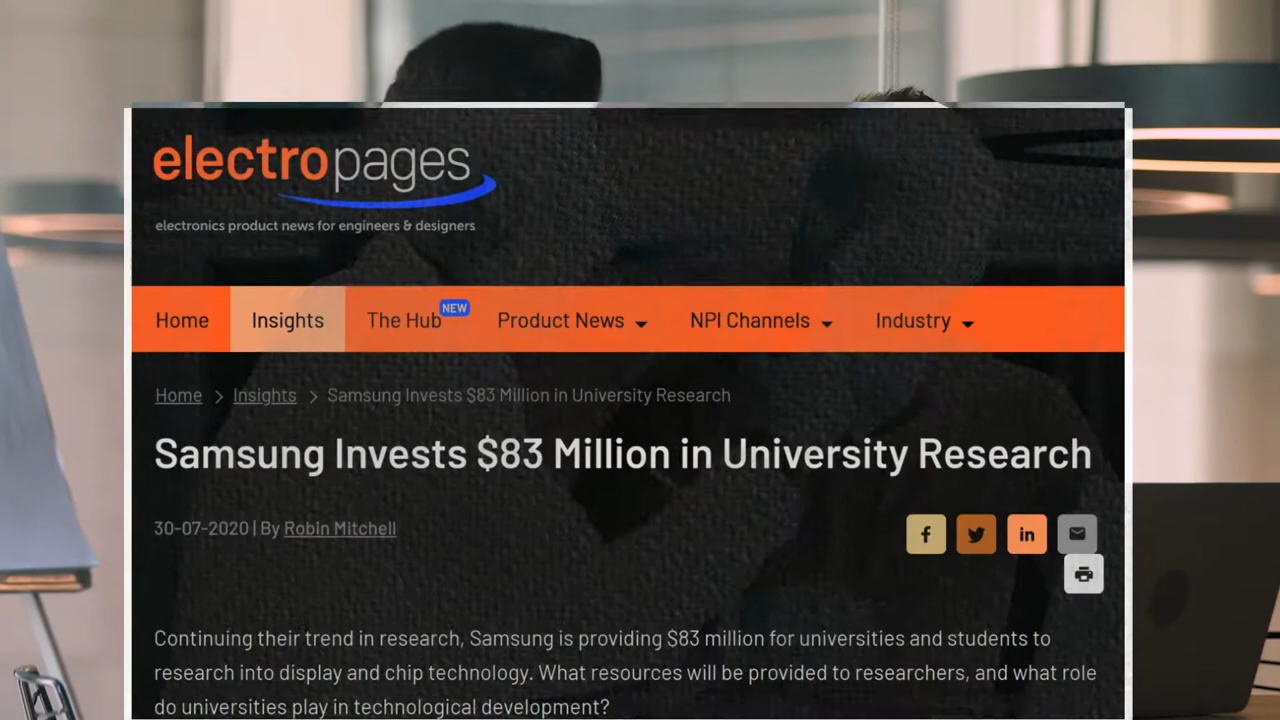 electropages
electronics product news for engineers & designers
Home Insights The Hub NEW Product News NPI Channels Industry
Home > Insights > Samsung Invests $83 Million in University Research
Samsung Invests $83 Million in University Research
30-07-2020 | By Robin Mitchell
f in
Continuing their trend in research, Samsung is providing $83 million for universities and students to
research into display and chip technology. What resources will be provided to researchers, and what role
do universities play in technological development?